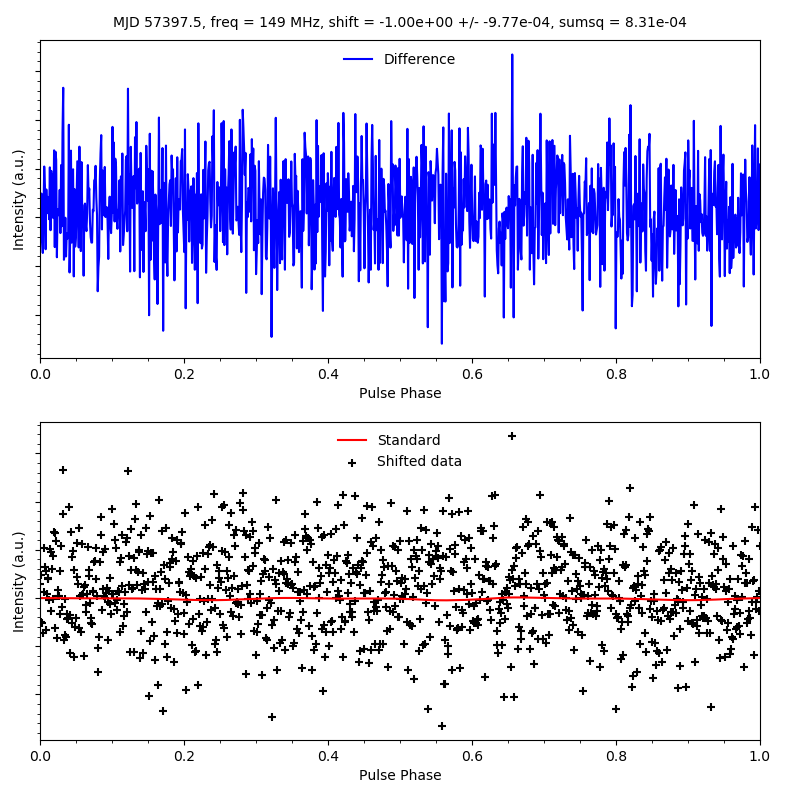 MJD 57397.5, freq = 149 MHz, shift = -1.00e+00 +/- -9.77e-04, sumsq = 8.31e-04
Difference
Intensity (a.u.)
0.0 0.2 0.4 0.6 0.8 1.0
Pulse Phase
Standard
Shifted data
Intensity (a.u.)
0.0 0.2 0.4 0.6 0.8 1.0
Pulse Phase